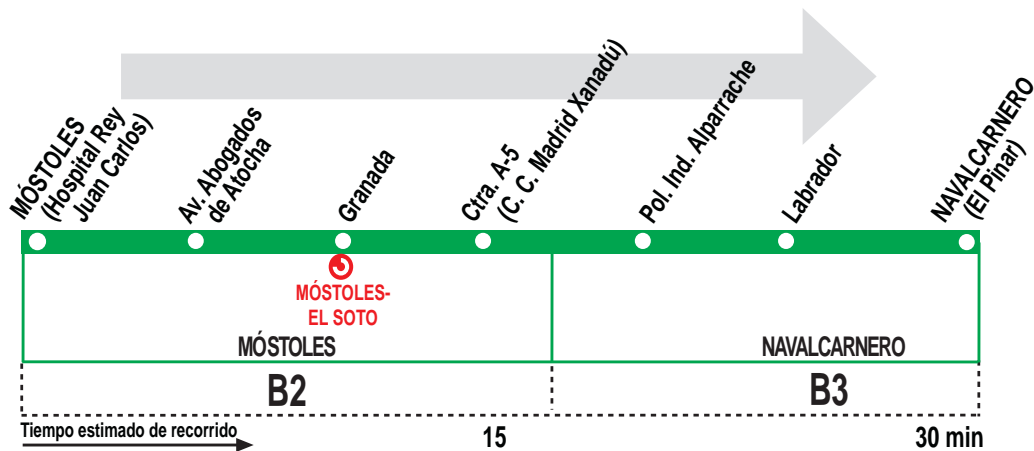 MÓSTOLES
(Hospital Rey
Juan Carlos)
Av. Abogados
de Atocha
Granada
Ctra. A-5
(C. C. Madrid Xanadú)
Pol. Ind. Alparrache
Labrador
NAVALCARNERO
(El Pinar)
MÓSTOLES-
EL SOTO
MÓSTOLES
NAVALCARNERO
B2
B3
Tiempo estimado de recorrido
15
30 min